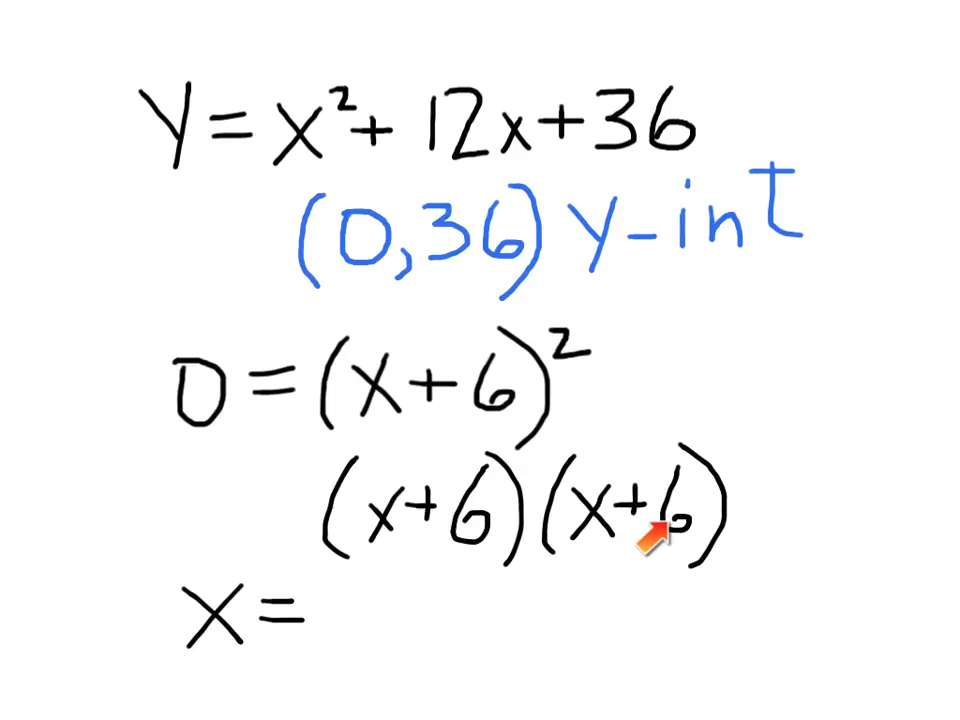 Y = x² + 12x + 36
(0, 36) y-int
0 = (x + 6)²
(x + 6)(x + 6)
x =